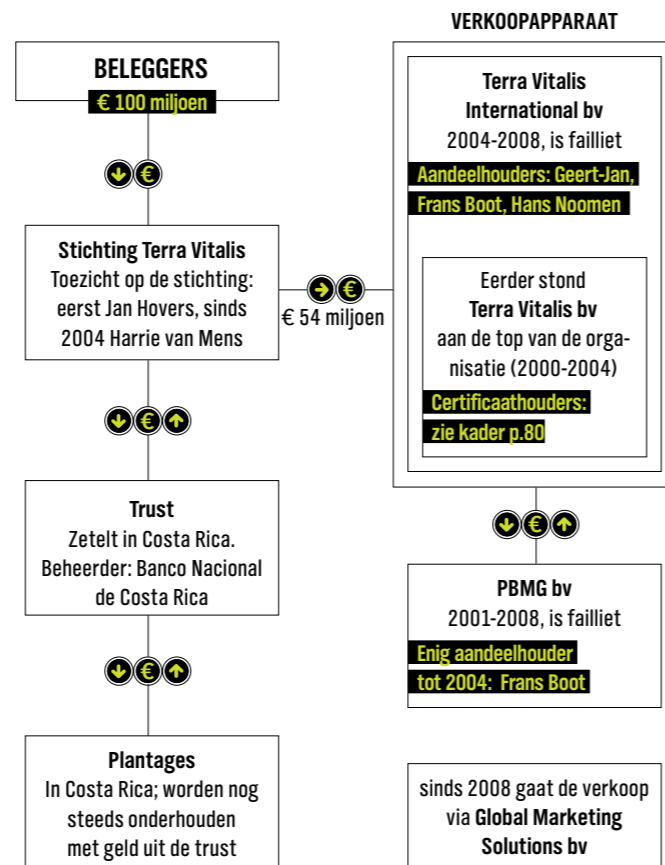 BELEGGERS
€ 100 miljoen
€
Stichting Terra Vitalis
Toezicht op de stichting:
eerst Jan Hovers, sinds
2004 Harrie van Mens
€
€ 54 miljoen
€
Trust
Zetelt in Costa Rica.
Beheerder: Banco Nacional
de Costa Rica
€
Plantages
In Costa Rica; worden nog
steeds onderhouden
met geld uit de trust
VERKOOPAPPARAAT
Terra Vitalis
International bv
2004-2008, is failliet
Aandeelhouders: Geert-Jan,
Frans Boot, Hans Noomen
Eerder stond
Terra Vitalis bv
aan de top van de orga-
nisatie (2000-2004)
Certificaathouders:
zie kader p.80
€
PBMG bv
2001-2008, is failliet
Enig aandeelhouder
tot 2004: Frans Boot
sinds 2008 gaat de verkoop
via Global Marketing
Solutions bv